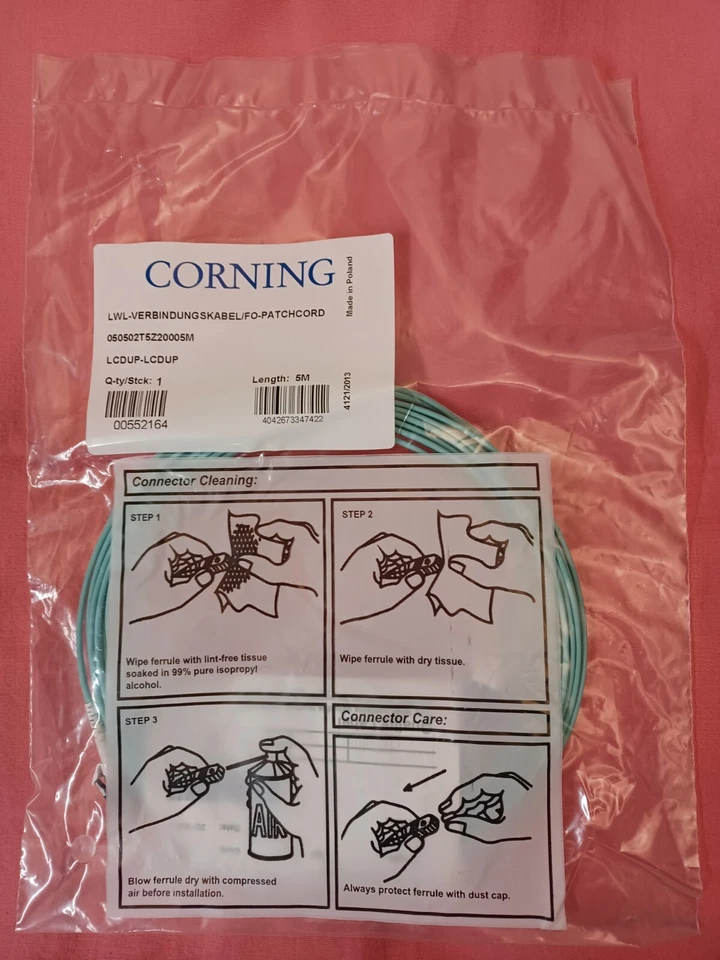 CORNING
Made in Poland
LWL-VERBINDUNGSKABEL/FO-PATCHCORD
050502T5Z20005M
LCDUP-LCDUP
Q-ty/Stck: 1
Length: 5M
00552164
4042673347422
4121/2013
Connector Cleaning:
STEP 1
Wipe ferrule with lint-free tissue
soaked in 99% pure isopropyl
alcohol.
STEP 2
Wipe ferrule with dry tissue.
STEP 3
AIR
Blow ferrule dry with compressed
air before installation.
Connector Care:
Always protect ferrule with dust cap.